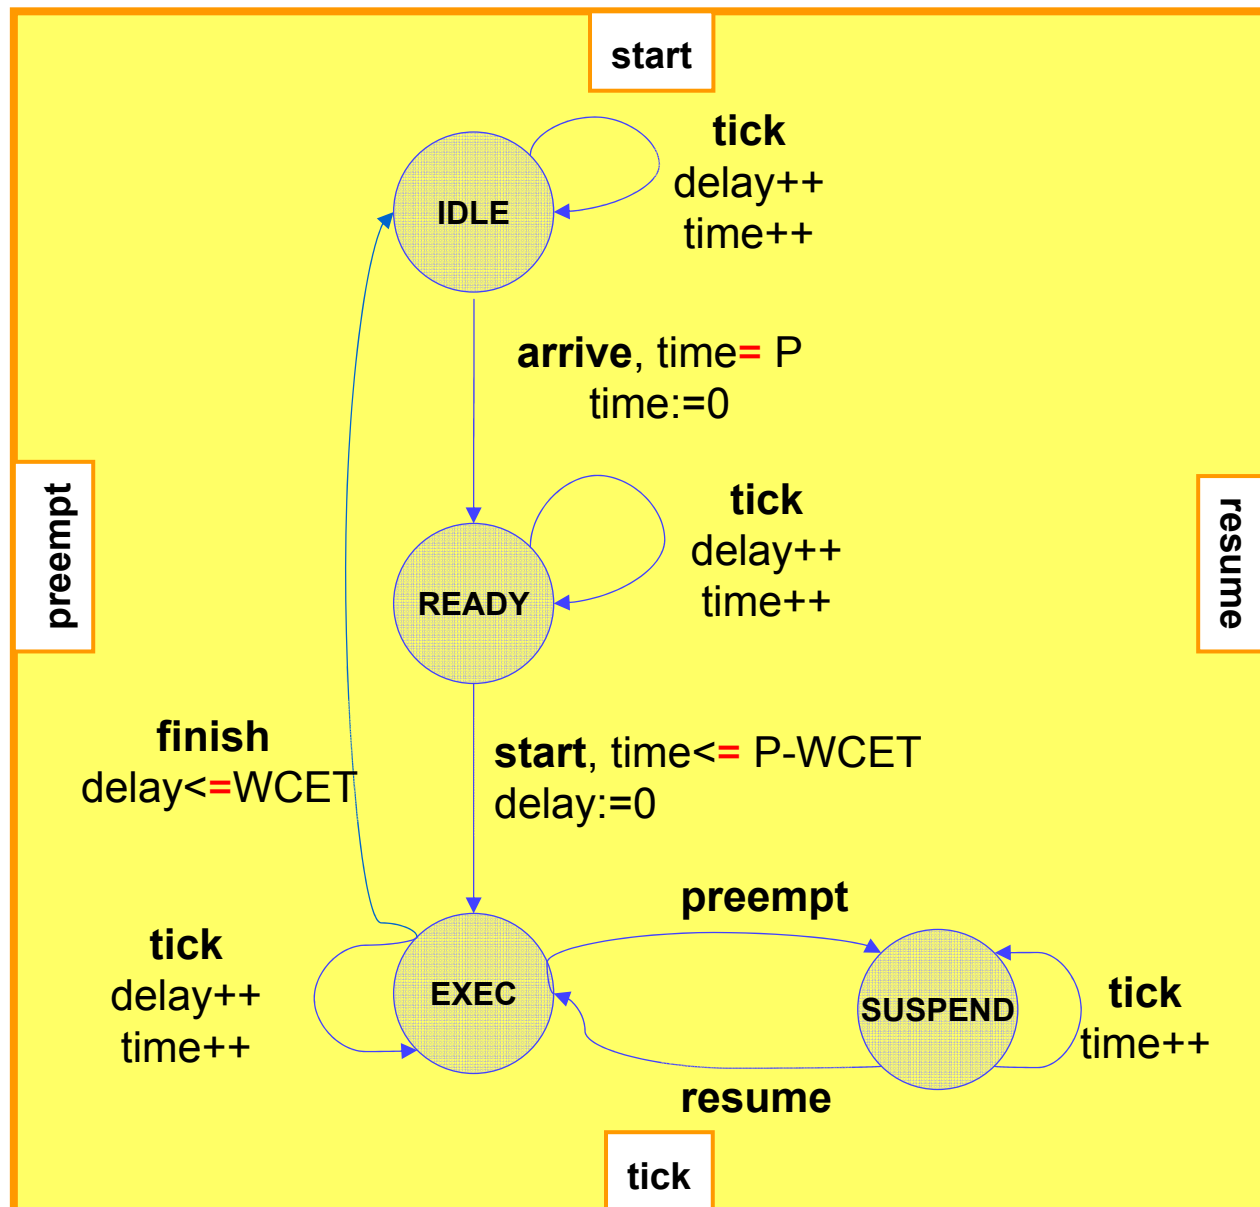 start
tick
delay++
time++
IDLE
arrive, time= P
time:=0
preempt
resume
tick
delay++
time++
READY
finish
delay<=WCET
start, time<= P-WCET
delay:=0
preempt
tick
delay++
time++
EXEC
SUSPEND
tick
time++
resume
tick